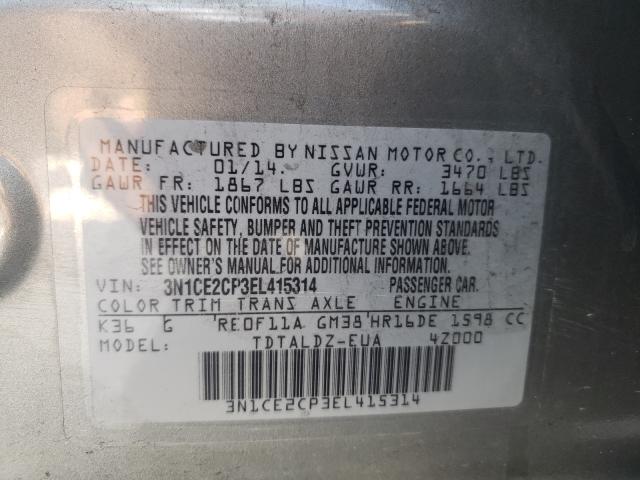 MANUFACTURED BY NISSAN MOTOR CO., LTD.
DATE: 01/14. GVWR: 3470 LBS
GAWR FR: 1867 LBS GAWR RR: 1664 LBS
THIS VEHICLE CONFORMS TO ALL APPLICABLE FEDERAL MOTOR
VEHICLE SAFETY, BUMPER AND THEFT PREVENTION STANDARDS
IN EFFECT ON THE DATE OF MANUFACTURE SHOWN ABOVE.
SEE OWNER'S MANUAL FOR ADDITIONAL INFORMATION.
VIN: 3N1CE2CP3EL415314 PASSENGER CAR.
COLOR TRIM TRANS AXLE ENGINE
K36 G RE0F11A GM38 HR16DE 1598 CC
MODEL: TDTALDZ-EUA 4Z000
3N1CE2CP3EL415314